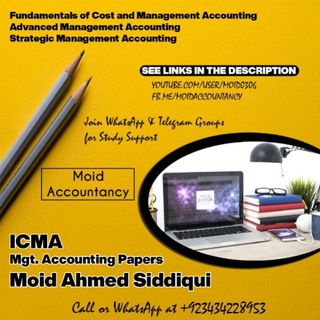 Fundamentals of Cost and Management Accounting
Advanced Management Accounting
Strategic Management Accounting
SEE LINKS IN THE DESCRIPTION
YOUTUBE.COM/USER/MOID0306
FB.ME/MOIDACCOUNTANCY
Join WhatsApp & Telegram Groups
for Study Support
Moid
Accountancy
ICMA
Mgt. Accounting Papers
Moid Ahmed Siddiqui
Call or WhatsApp at +923434228953